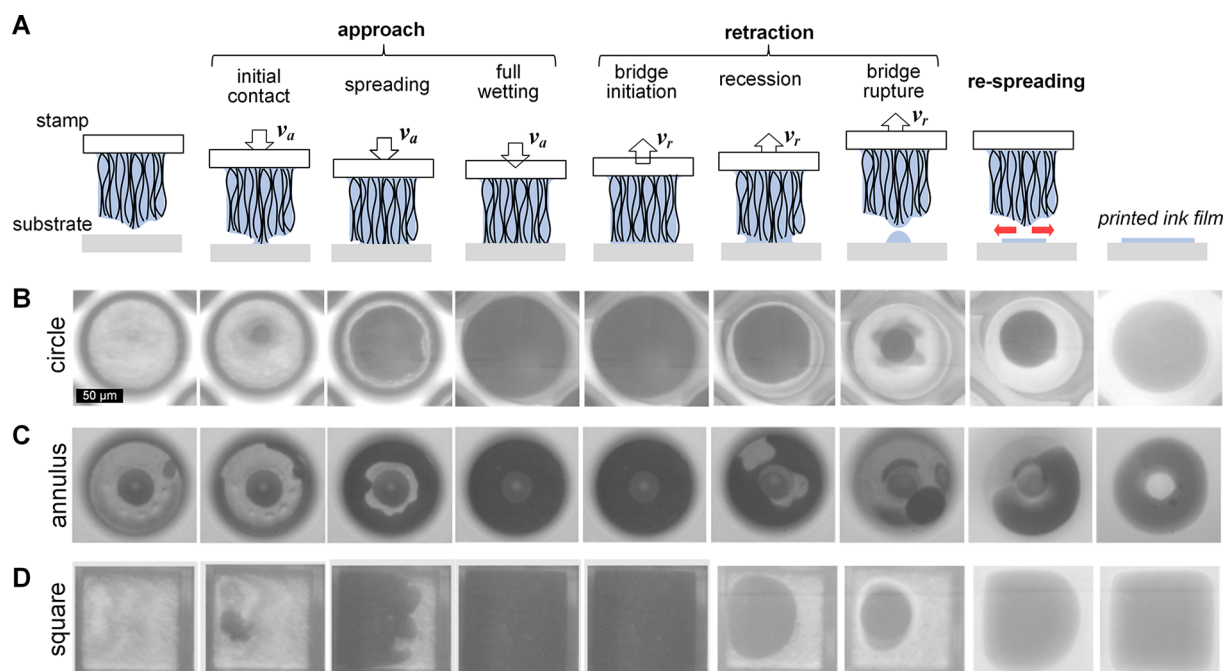 A
approach
retraction
initial
contact
spreading
full
wetting
bridge
initiation
recession
bridge
rupture
re-spreading
stamp
v_a
v_a
v_a
v_r
v_r
v_r
substrate
printed ink film
B
circle
50 µm
C
annulus
D
square